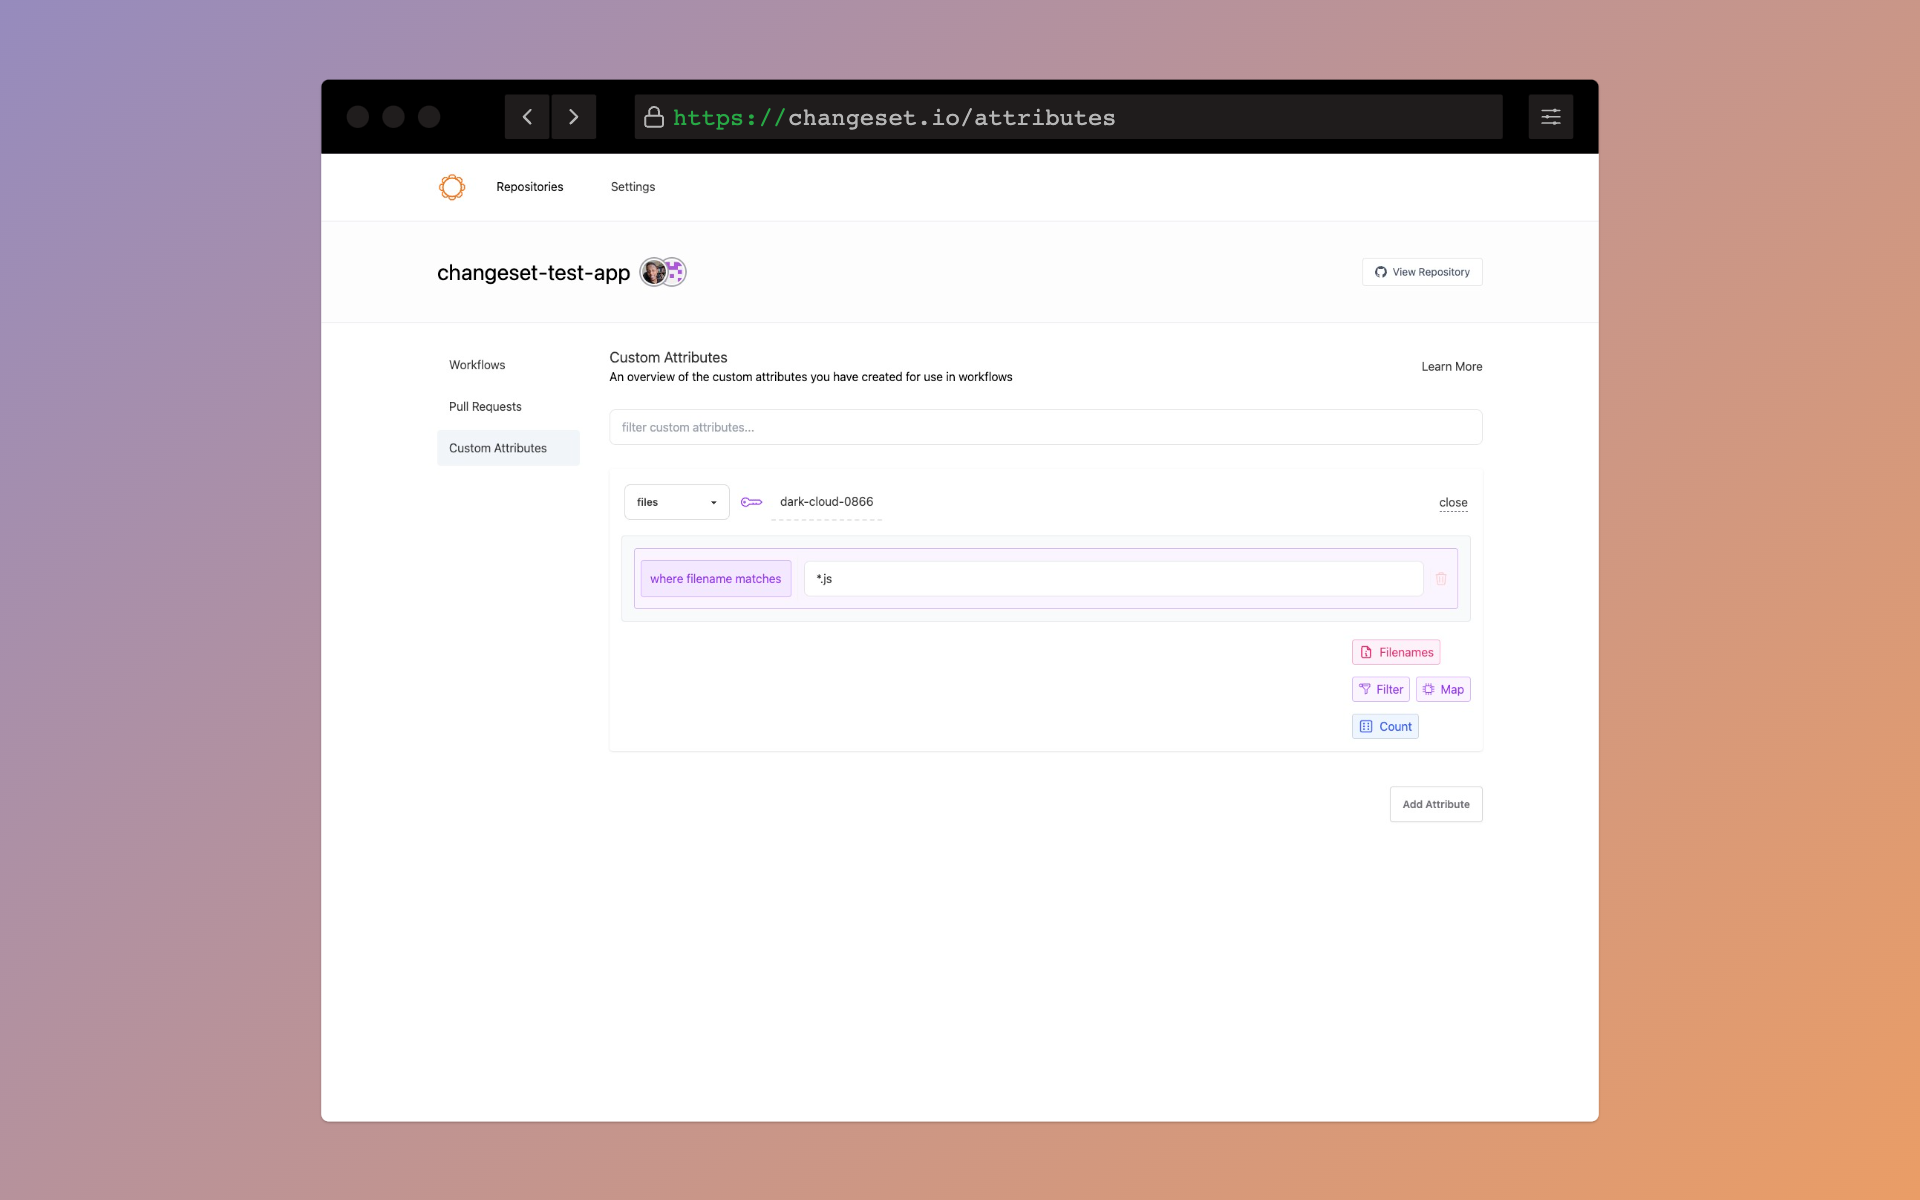 https://changeset.io/attributes
Repositories Settings
changeset-test-app View Repository
Workflows
Pull Requests
Custom Attributes
Custom Attributes
An overview of the custom attributes you have created for use in workflows
Learn More
filter custom attributes...
files dark-cloud-0866 close
where filename matches *.js
Filenames
Filter Map
Count
Add Attribute